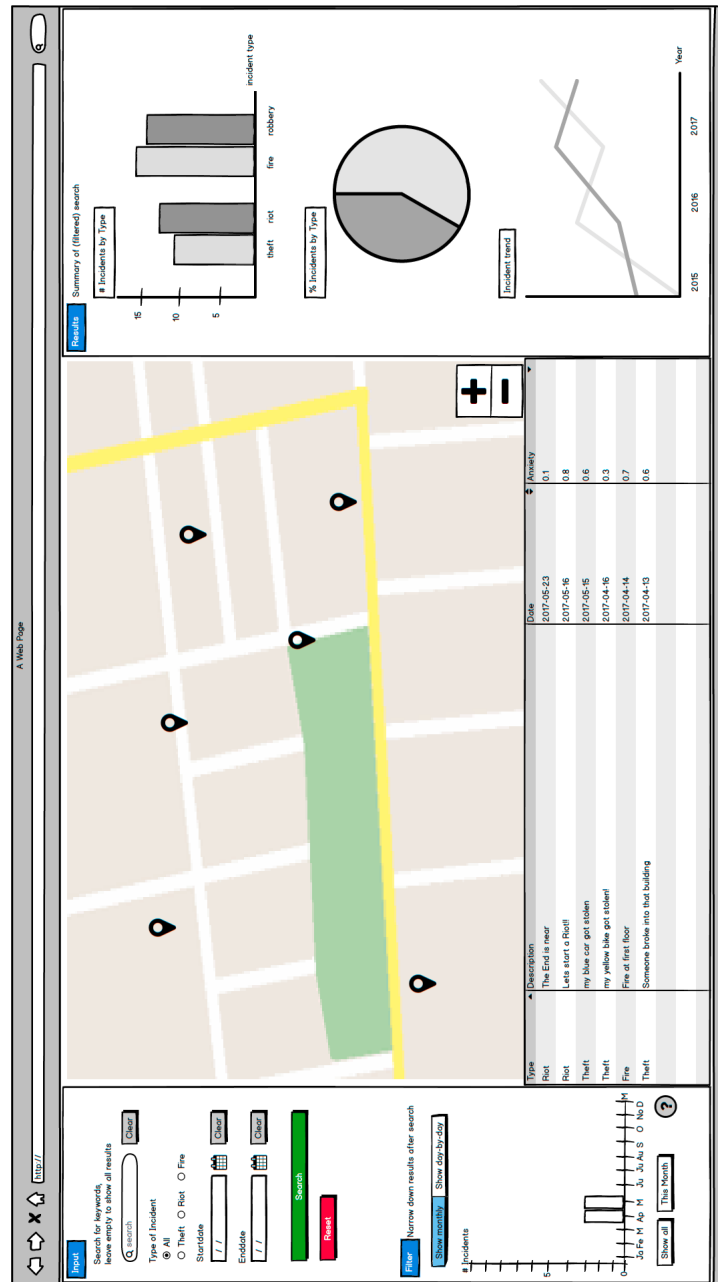 A Web Page
http://
Input
Search for keywords,
leave empty to show all results
search
Clear
Type of Incident
All
Theft Riot Fire
Startdate
/ /
Clear
Enddate
/ /
Clear
Search
Reset
Filter
Narrow down results after search
Show monthly Show day-by-day
# Incidents
5
0
Ja Fe M Ap M Ju Ju Au S O No D
M
Show all This Month
?
Type Description Date Anxiety
Riot The End is near 2017-05-23 0.1
Riot Lets start a Riot!! 2017-05-16 0.8
Theft my blue car got stolen 2017-05-15 0.6
Theft my yellow bike got stolen! 2017-04-16 0.3
Fire Fire at first floor 2017-04-14 0.7
Theft Someone broke into that building 2017-04-13 0.6
Results
Summary of (filtered) search
# Incidents by Type
15
10
5
theft riot fire robbery
incident type
% Incidents by Type
Incident trend
2015 2016 2017
Year